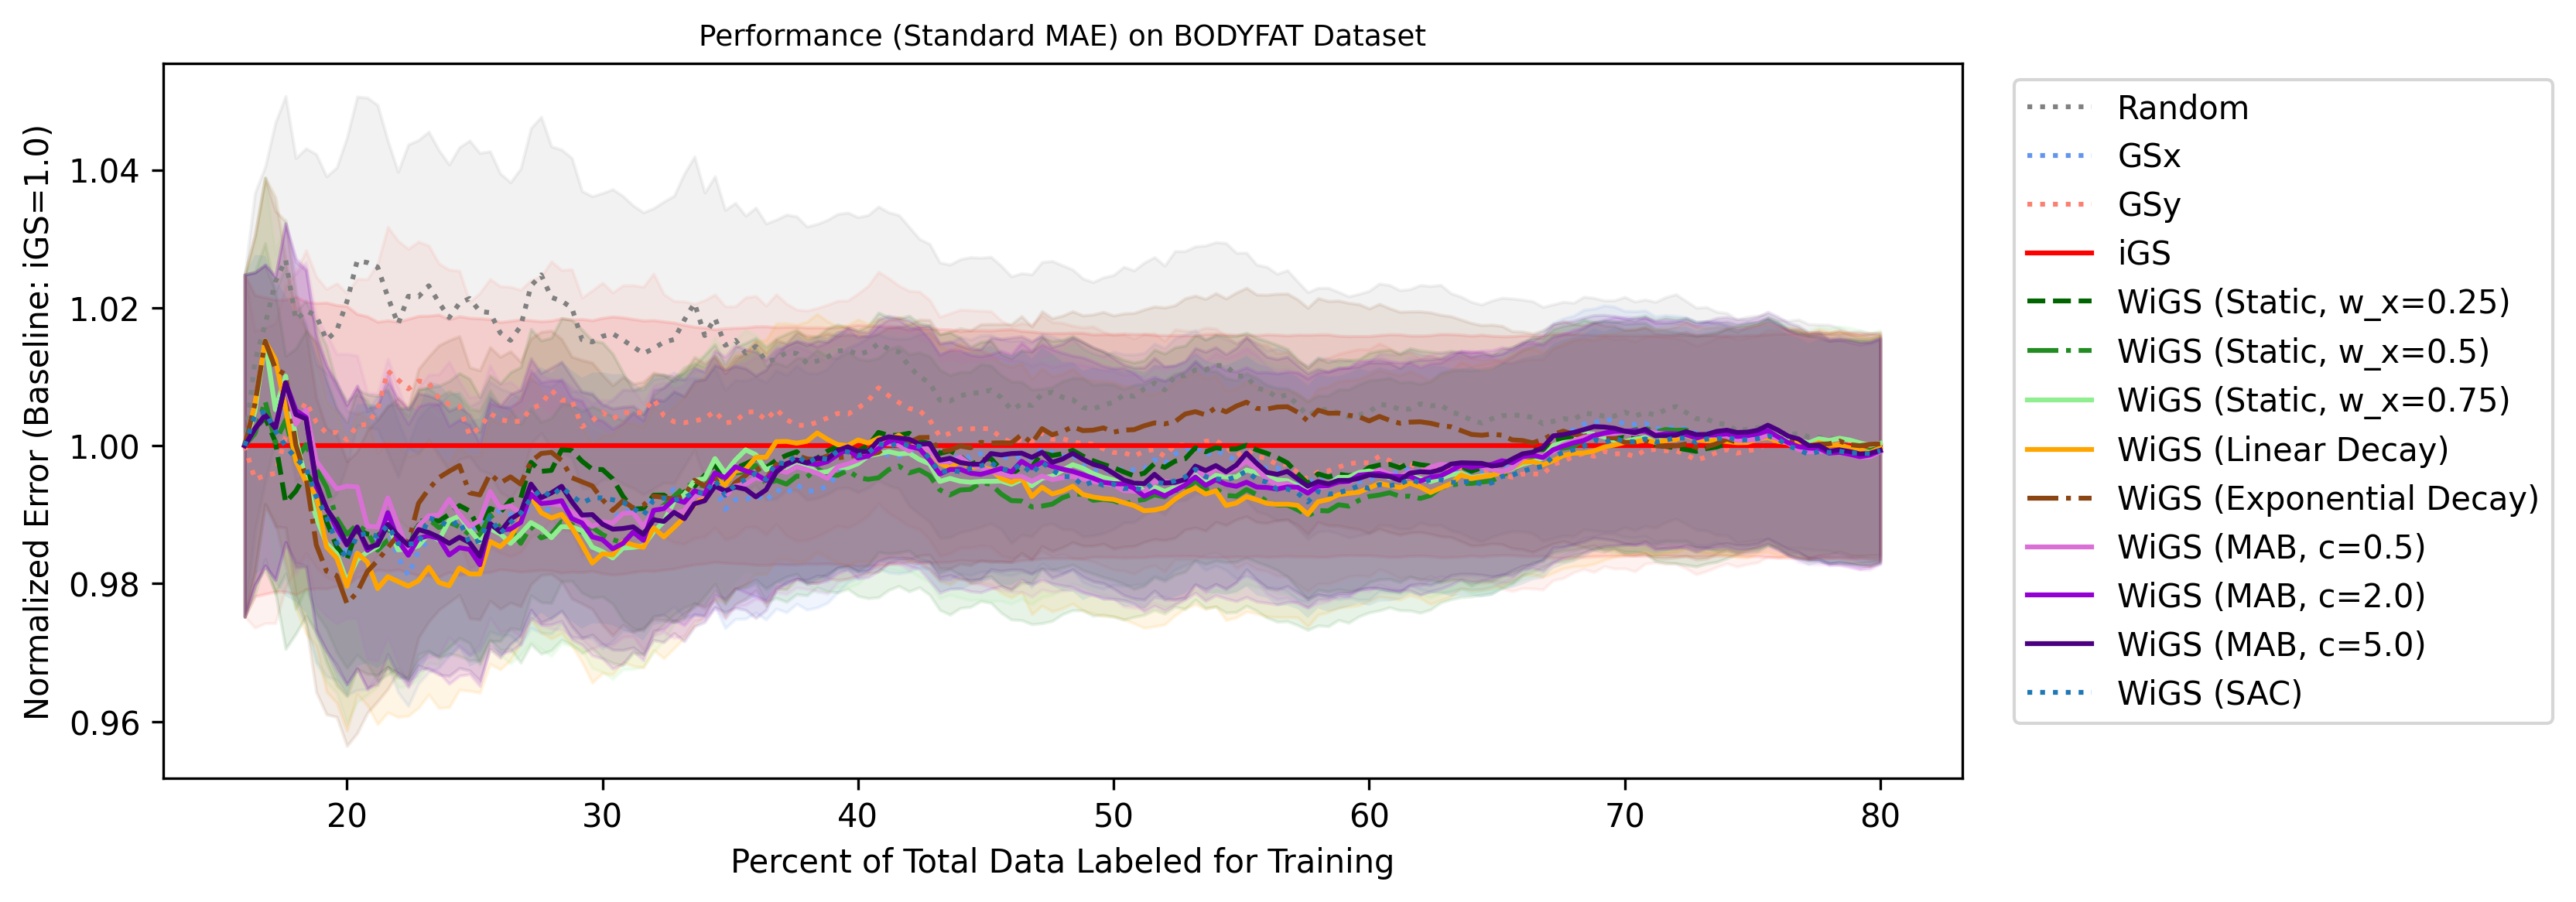 Performance (Standard MAE) on BODYFAT Dataset
Normalized Error (Baseline: iGS=1.0)
1.04
1.02
1.00
0.98
0.96
20 30 40 50 60 70 80
Percent of Total Data Labeled for Training
Random
GSx
GSy
iGS
WiGS (Static, w_x=0.25)
WiGS (Static, w_x=0.5)
WiGS (Static, w_x=0.75)
WiGS (Linear Decay)
WiGS (Exponential Decay)
WiGS (MAB, c=0.5)
WiGS (MAB, c=2.0)
WiGS (MAB, c=5.0)
WiGS (SAC)